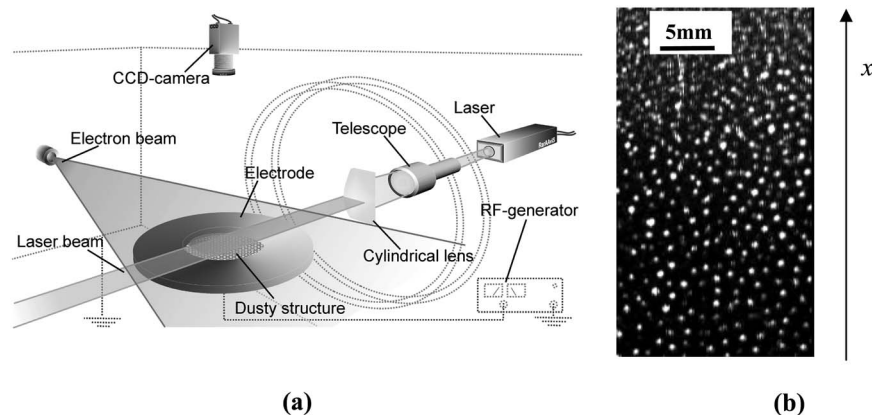 CCD-camera
Electron beam
Telescope
Laser
Electrode
RF-generator
Laser beam
Cylindrical lens
Dusty structure
5mm
x
(a)
(b)